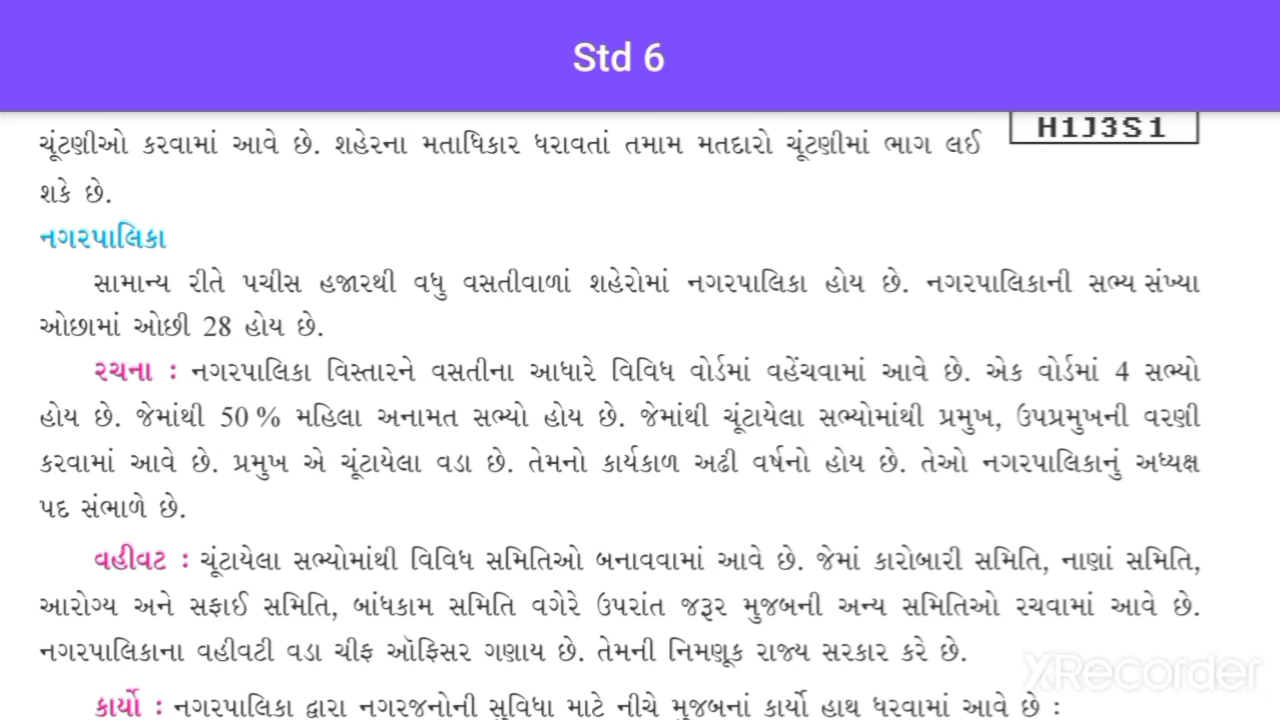 Std 6
H1J3S1
ચૂંટણીઓ કરવામાં આવે છે. શહેરના મતાધિકાર ધરાવતાં તમામ મતદારો ચૂંટણીમાં ભાગ લઈ
શકે છે.
નગરપાલિકા
સામાન્ય રીતે પચીસ હજારથી વધુ વસતીવાળાં શહેરોમાં નગરપાલિકા હોય છે. નગરપાલિકાની સભ્ય સંખ્યા
ઓછામાં ઓછી 28 હોય છે.
રચના : નગરપાલિકા વિસ્તારને વસતીના આધારે વિવિધ વોર્ડમાં વહેંચવામાં આવે છે. એક વોર્ડમાં 4 સભ્યો
હોય છે. જેમાંથી 50 % મહિલા અનામત સભ્યો હોય છે. જેમાંથી ચૂંટાયેલા સભ્યોમાંથી પ્રમુખ, ઉપપ્રમુખની વરણી
કરવામાં આવે છે. પ્રમુખ એ ચૂંટાયેલા વડા છે. તેમનો કાર્યકાળ અઢી વર્ષનો હોય છે. તેઓ નગરપાલિકાનું અધ્યક્ષ
પદ સંભાળે છે.
વહીવટ : ચૂંટાયેલા સભ્યોમાંથી વિવિધ સમિતિઓ બનાવવામાં આવે છે. જેમાં કારોબારી સમિતિ, નાણાં સમિતિ,
આરોગ્ય અને સફાઈ સમિતિ, બાંધકામ સમિતિ વગેરે ઉપરાંત જરૂર મુજબની અન્ય સમિતિઓ રચવામાં આવે છે.
નગરપાલિકાના વહીવટી વડા ચીફ ઑફિસર ગણાય છે. તેમની નિમણૂક રાજ્ય સરકાર કરે છે.
XRecorder
કાર્યો : નગરપાલિકા દ્વારા નગરજનોની સુવિધા માટે નીચે મુજબનાં કાર્યો હાથ ધરવામાં આવે છે :